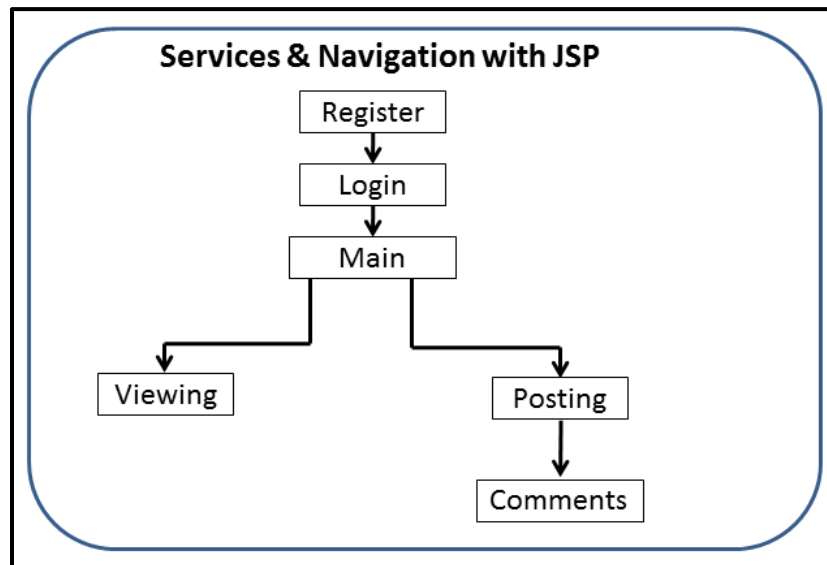 Services & Navigation with JSP
Register
Login
Main
Viewing
Posting
Comments